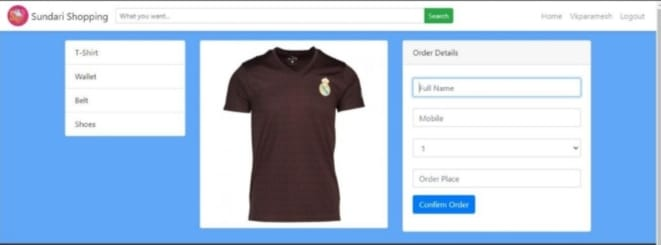 Sundari Shopping
What you want...
Search
Home
Vkparamesh
Logout
T-Shirt
Wallet
Belt
Shoes
Order Details
Full Name
Mobile
1
Order Place
Confirm Order